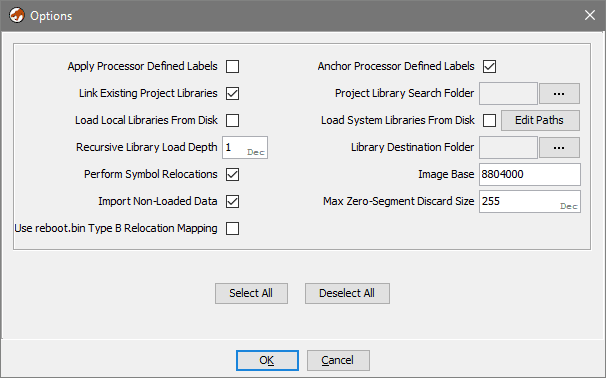 Options
Apply Processor Defined Labels
Anchor Processor Defined Labels
Link Existing Project Libraries
Project Library Search Folder
...
Load Local Libraries From Disk
Load System Libraries From Disk
Edit Paths
Recursive Library Load Depth
1
Dec
Library Destination Folder
...
Perform Symbol Relocations
Image Base
8804000
Import Non-Loaded Data
Max Zero-Segment Discard Size
255
Dec
Use reboot.bin Type B Relocation Mapping
Select All
Deselect All
OK
Cancel